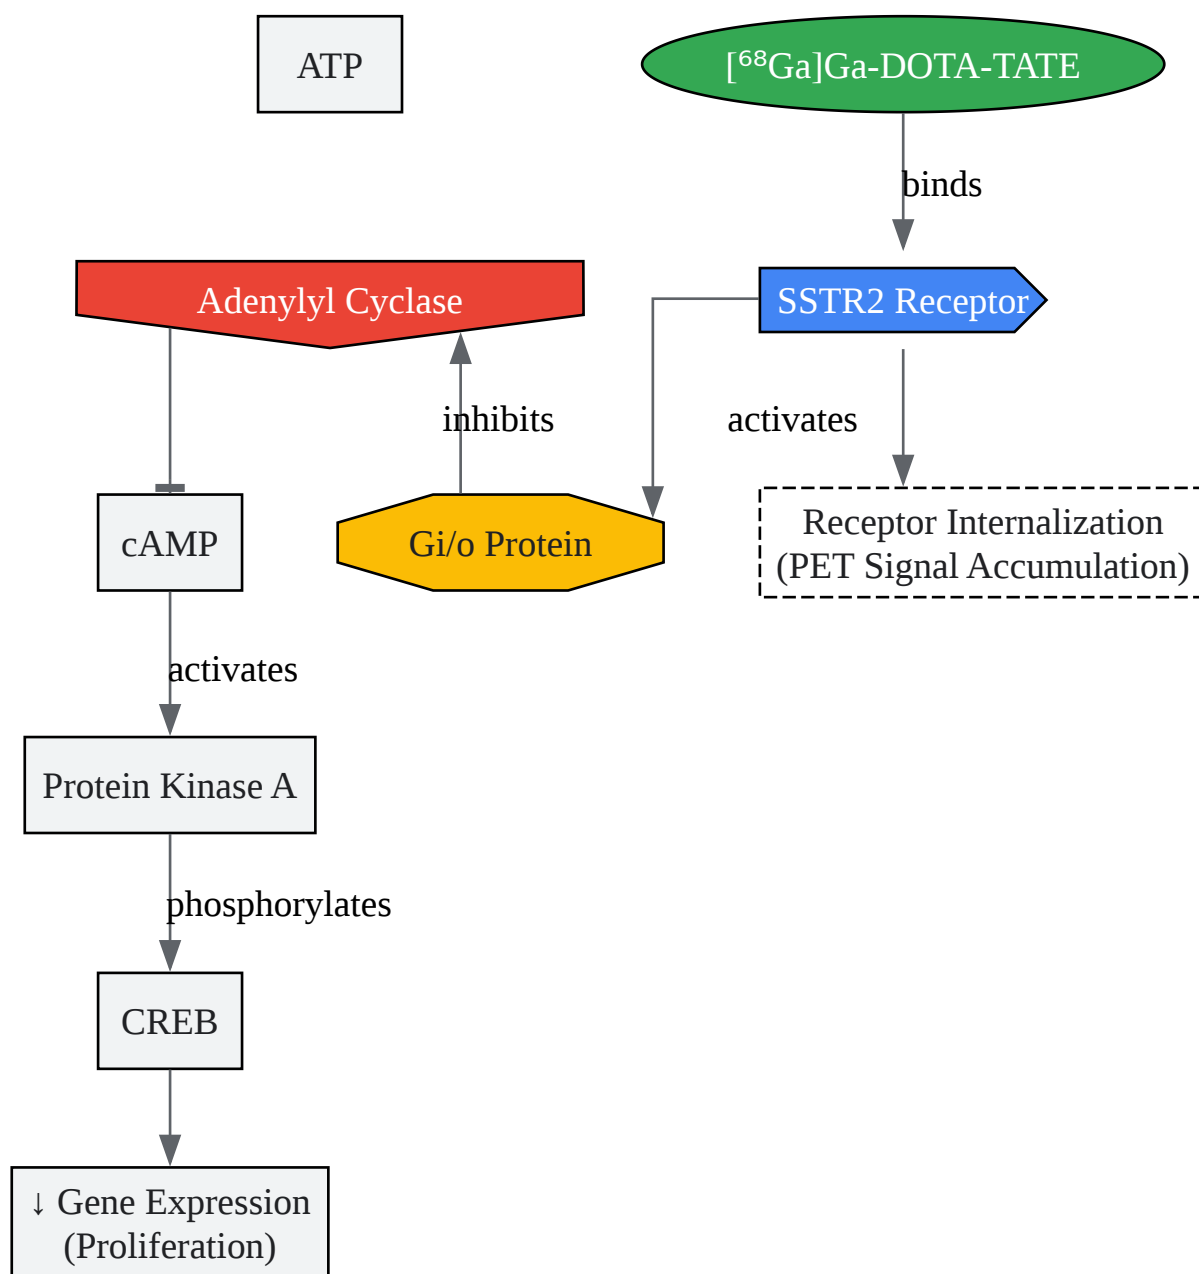 ATP
[⁶⁸Ga]Ga-DOTA-TATE
binds
Adenylyl Cyclase
SSTR2 Receptor
inhibits
activates
cAMP
Gi/o Protein
Receptor Internalization
(PET Signal Accumulation)
activates
Protein Kinase A
phosphorylates
CREB
↓ Gene Expression
(Proliferation)